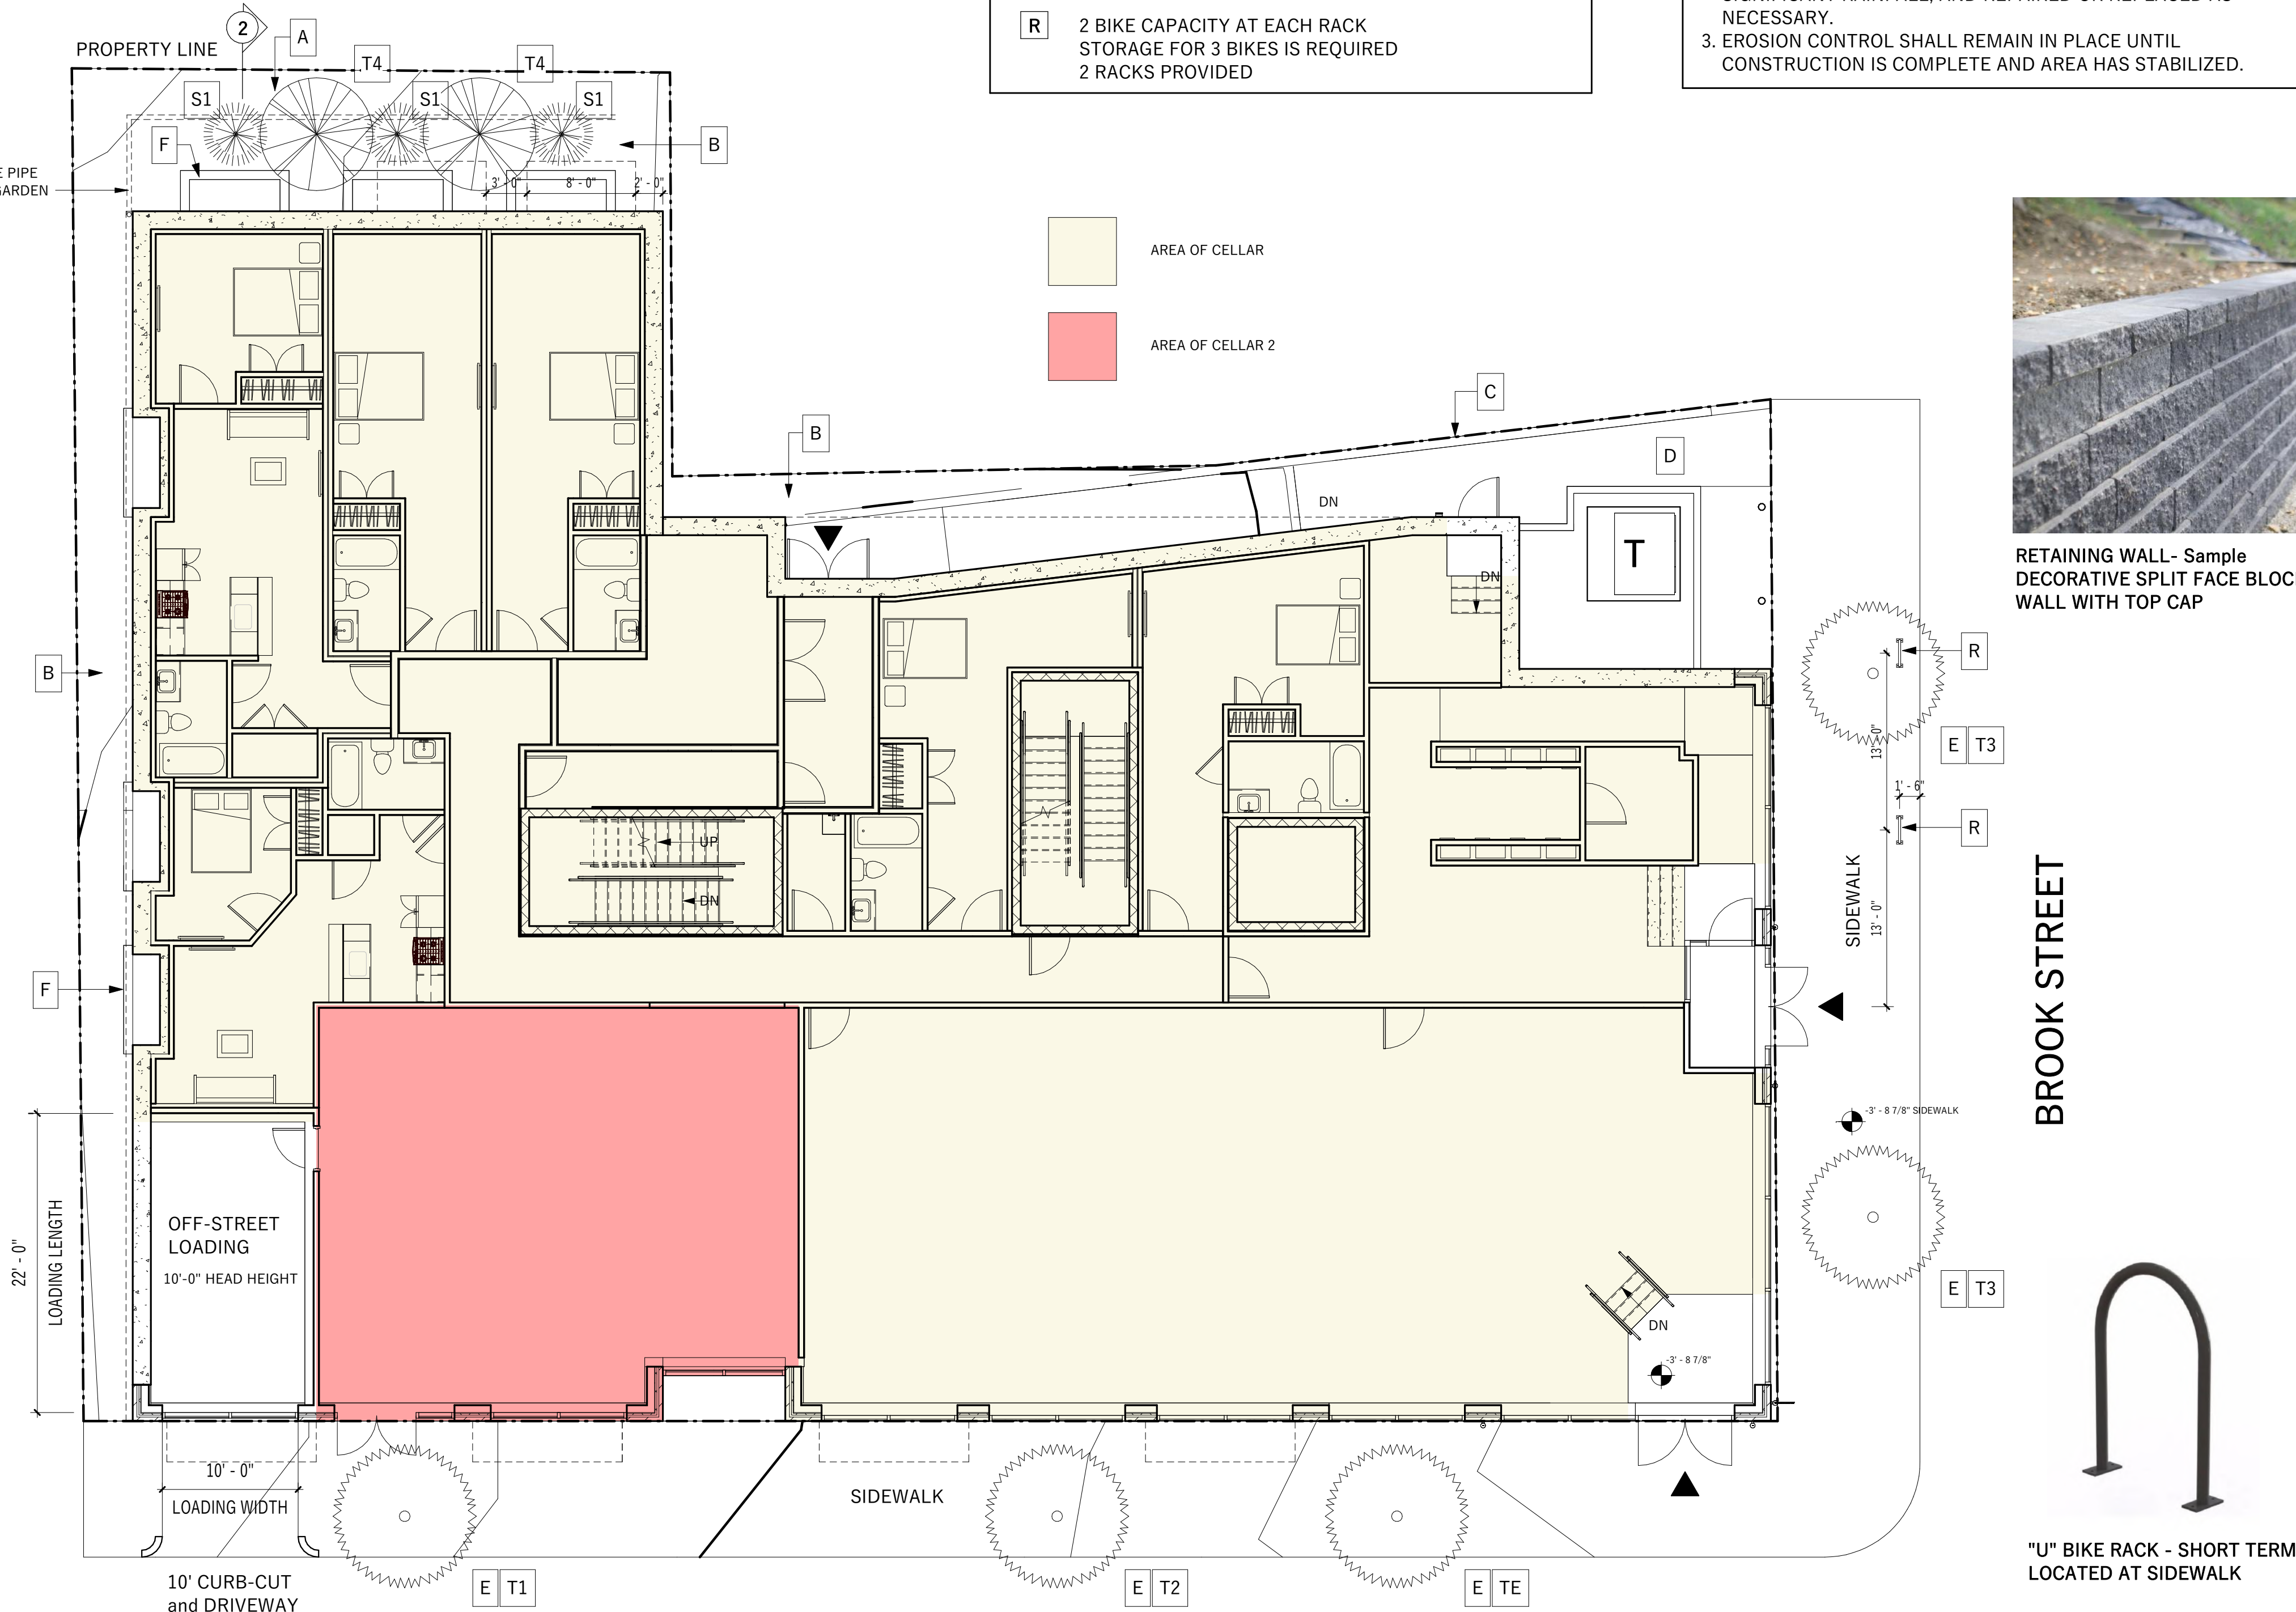 2 BIKE CAPACITY AT EACH RACK
R
STORAGE FOR 3 BIKES IS REQUIRED
2 RACKS PROVIDED
NECESSARY.
3. EROSION CONTROL SHALL REMAIN IN PLACE UNTIL
CONSTRUCTION IS COMPLETE AND AREA HAS STABILIZED.
2
A
PROPERTY LINE
T4
T4
S1
S1
S1
F
B
PIPE
GARDEN
3' - 0"
8' - 0"
2' - 0"
AREA OF CELLAR
AREA OF CELLAR 2
C
B
D
DN
T
DN
RETAINING WALL- Sample
DECORATIVE SPLIT FACE BLOC
WALL WITH TOP CAP
B
R
E
T3
13' - 0"
1' - 6"
R
UP
DN
SIDEWALK
13' - 0"
BROOK STREET
F
-3' - 8 7/8" SIDEWALK
OFF-STREET
LOADING
10'-0" HEAD HEIGHT
22' - 0"
LOADING LENGTH
E
T3
DN
-3' - 8 7/8"
10' - 0"
LOADING WIDTH
SIDEWALK
10' CURB-CUT
and DRIVEWAY
E
T1
E
T2
E
TE
"U" BIKE RACK - SHORT TERM
LOCATED AT SIDEWALK